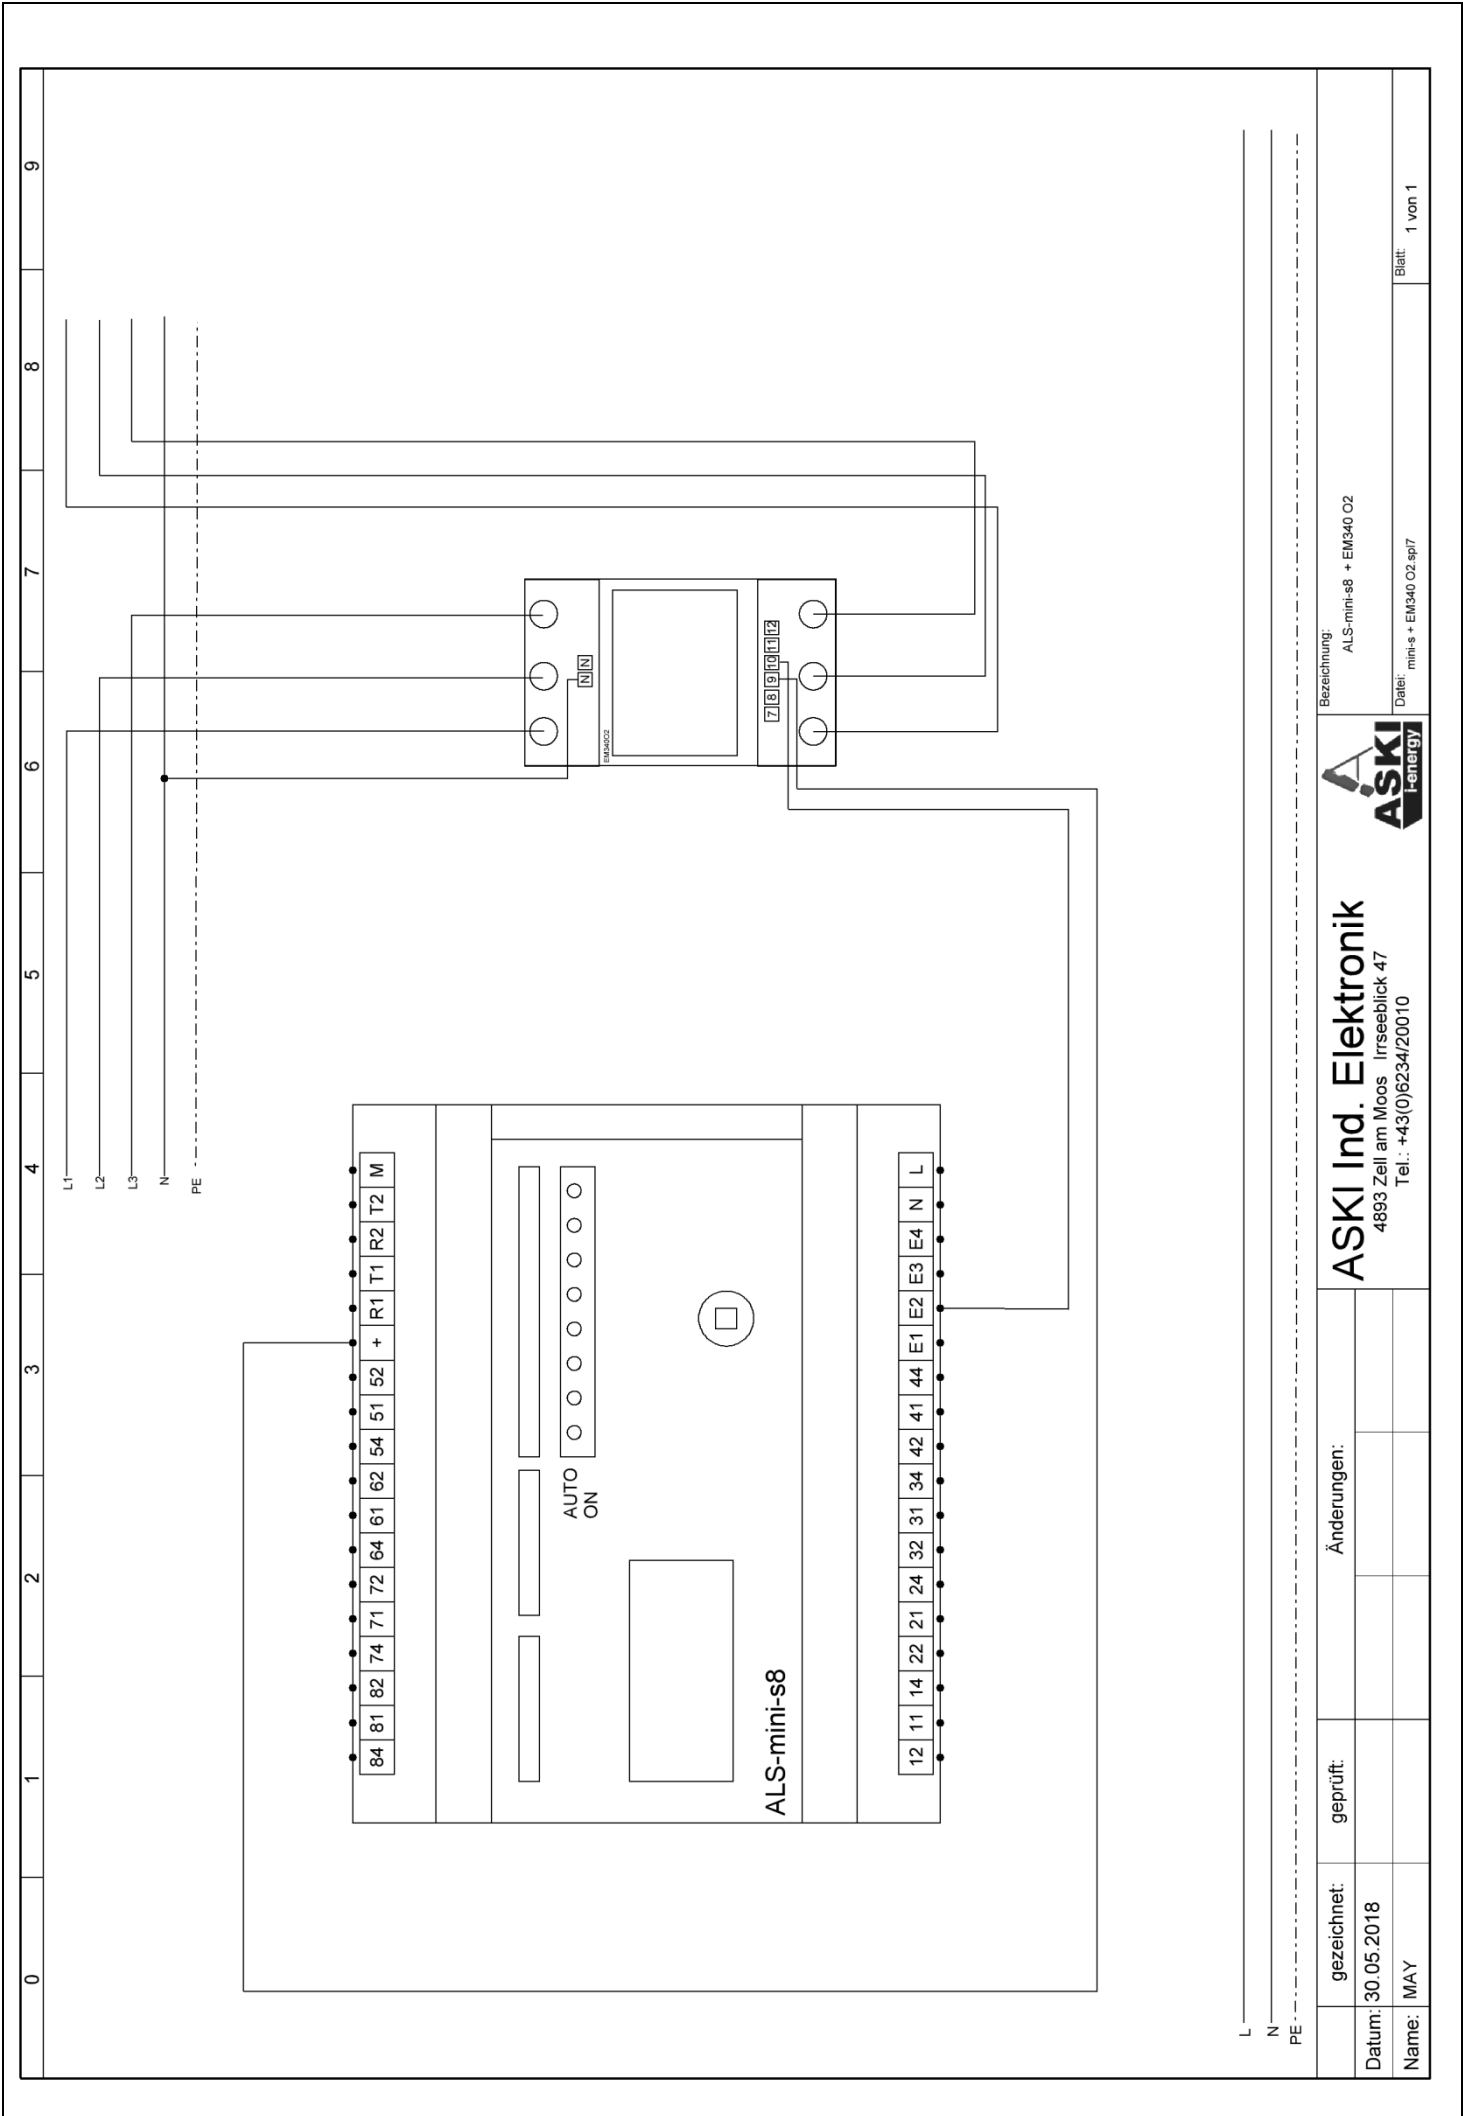 0 1 2 3 4 5 6 7 8 9
L1
L2
L3
N
PE
84 81 82 74 71 72 64 61 62 54 51 52 + R1 T1 R2 T2 M
AUTO
ON
ALS-mini-s8
12 11 14 22 21 24 32 31 34 42 41 44 E1 E2 E3 E4 N L
N N
EM340O2
7 8 9 10 11 12
L
N
PE
gezeichnet: geprüft: Änderungen:
Datum: 30.05.2018
Name: MAY
ASKI Ind. Elektronik
4893 Zell am Moos Irrseeblick 47
Tel.: +43(0)6234/20010
ASKI
i-energy
Bezeichnung:
ALS-mini-s8 + EM340 O2
Datei: mini-s + EM340 O2.spl7
Blatt: 1 von 1